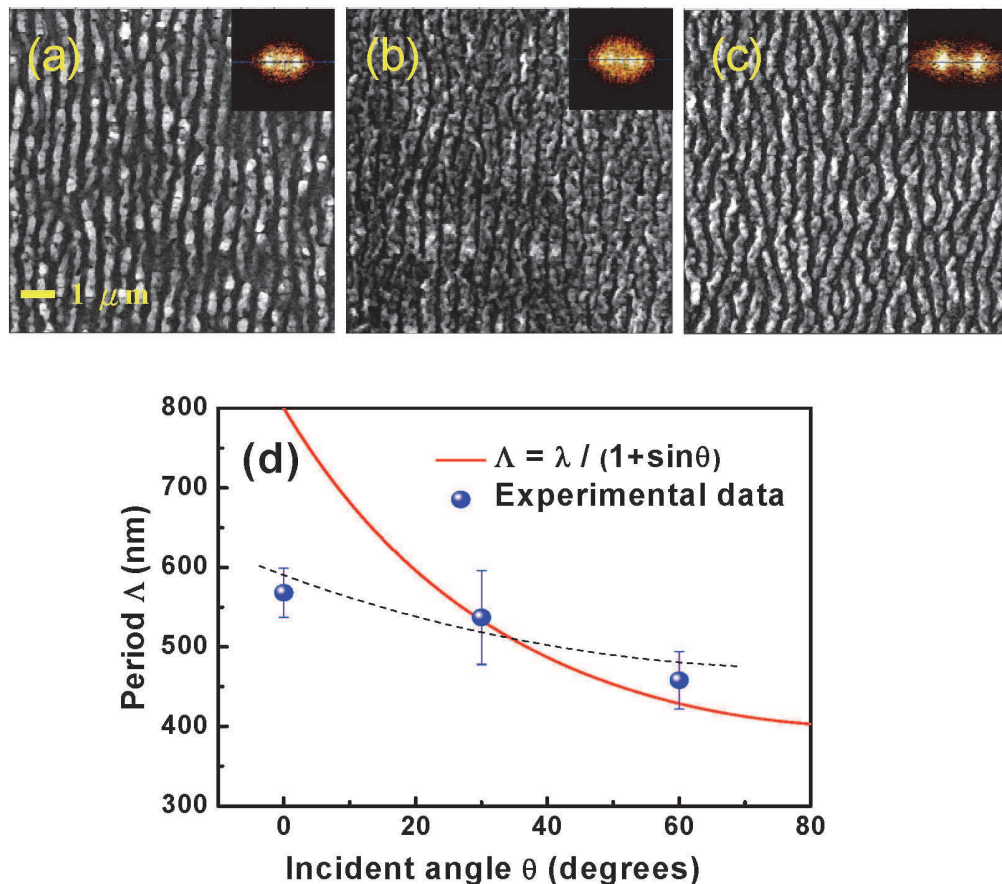 (a)
(b)
(c)
1 μm
800
700
600
500
400
300
Period Λ (nm)
(d)
Λ = λ / (1+sinθ)
Experimental data
0
20
40
60
80
Incident angle θ (degrees)